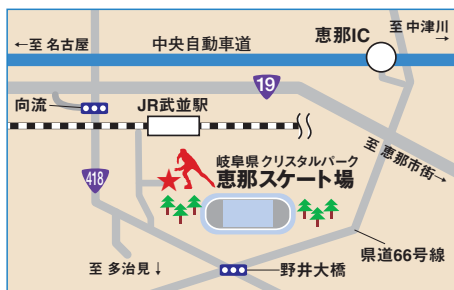 ←至 名古屋
中央自動車道
恵那IC
至 中津川
19
向流
JR武並駅
至 恵那市街
418
岐阜県クリスタルパーク
恵那スケート場
県道66号線
至 多治見↓
野井大橋